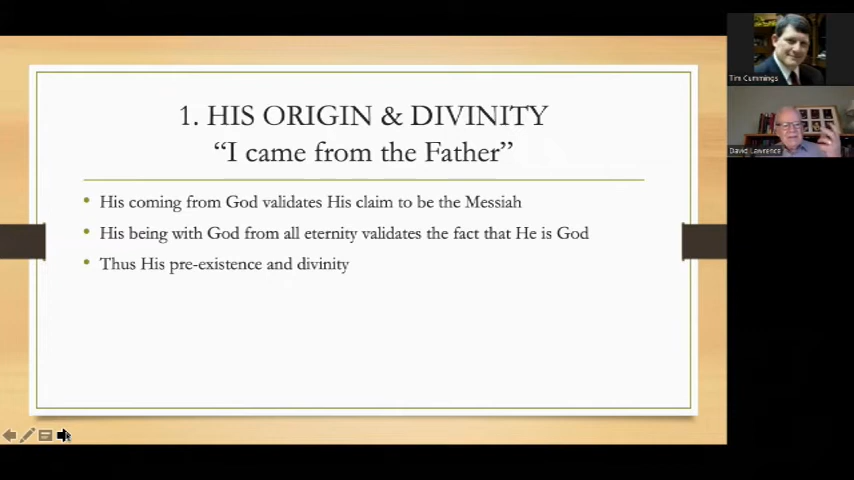 1. HIS ORIGIN & DIVINITY
“I came from the Father”
• His coming from God validates His claim to be the Messiah
• His being with God from all eternity validates the fact that He is God
• Thus His pre-existence and divinity
Tim Cummings
David Lawrence